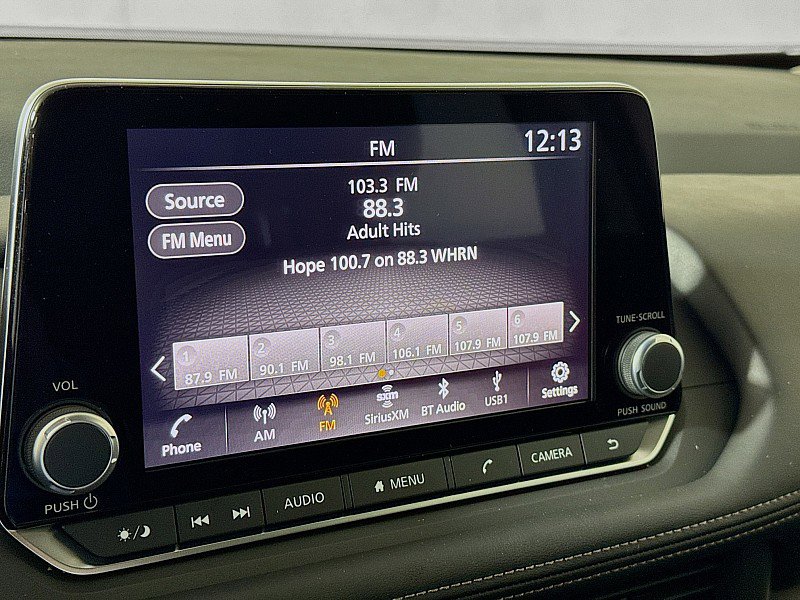 FM
12:13
Source
FM Menu
103.3 FM
88.3
Adult Hits
Hope 100.7 on 88.3 WHRN
1
87.9 FM
2
90.1 FM
3
98.1 FM
4
106.1 FM
5
107.9 FM
6
107.9 FM
Phone
AM
FM
sxm
SiriusXM
BT Audio
USB1
Settings
VOL
PUSH
TUNE-SCROLL
PUSH SOUND
AUDIO
MENU
CAMERA